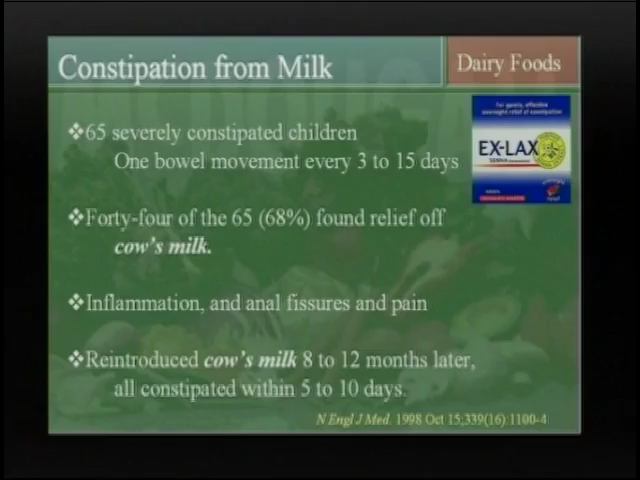 Constipation from Milk
Dairy Foods
❖65 severely constipated children
One bowel movement every 3 to 15 days
EX-LAX
❖Forty-four of the 65 (68%) found relief off
cow's milk.
❖Inflammation, and anal fissures and pain
❖Reintroduced cow's milk 8 to 12 months later,
all constipated within 5 to 10 days.
N Engl J Med. 1998 Oct 15;339(16):1100-4